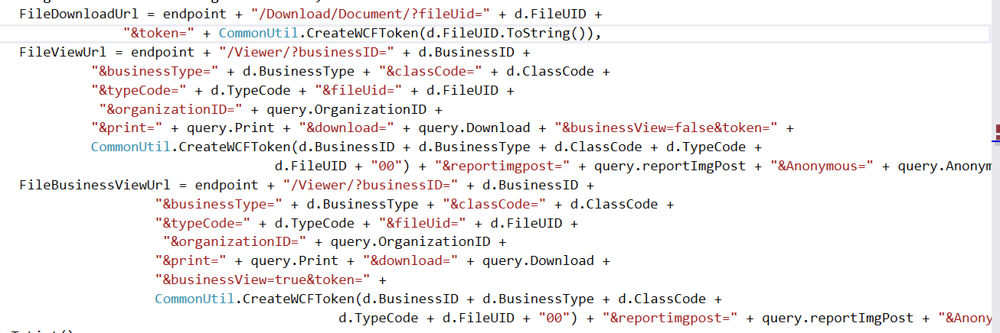 FileDownloadUrl = endpoint + "/Download/Document/?fileUid=" + d.FileUID +
"&token=" + CommonUtil.CreateWCFToken(d.FileUID.ToString()),
FileViewUrl = endpoint + "/Viewer/?businessID=" + d.BusinessID +
"&businessType=" + d.BusinessType + "&classCode=" + d.ClassCode +
"&typeCode=" + d.TypeCode + "&fileUid=" + d.FileUID +
"&organizationID=" + query.OrganizationID +
"&print=" + query.Print + "&download=" + query.Download + "&businessView=false&token=" +
CommonUtil.CreateWCFToken(d.BusinessID + d.BusinessType + d.ClassCode + d.TypeCode +
d.FileUID + "00") + "&reportimgpost=" + query.reportImgPost + "&Anonymous=" + query.Anonym
FileBusinessViewUrl = endpoint + "/Viewer/?businessID=" + d.BusinessID +
"&businessType=" + d.BusinessType + "&classCode=" + d.ClassCode +
"&typeCode=" + d.TypeCode + "&fileUid=" + d.FileUID +
"&organizationID=" + query.OrganizationID +
"&print=" + query.Print + "&download=" + query.Download +
"&businessView=true&token=" +
CommonUtil.CreateWCFToken(d.BusinessID + d.BusinessType + d.ClassCode +
d.TypeCode + d.FileUID + "00") + "&reportimgpost=" + query.reportImgPost + "&Anony